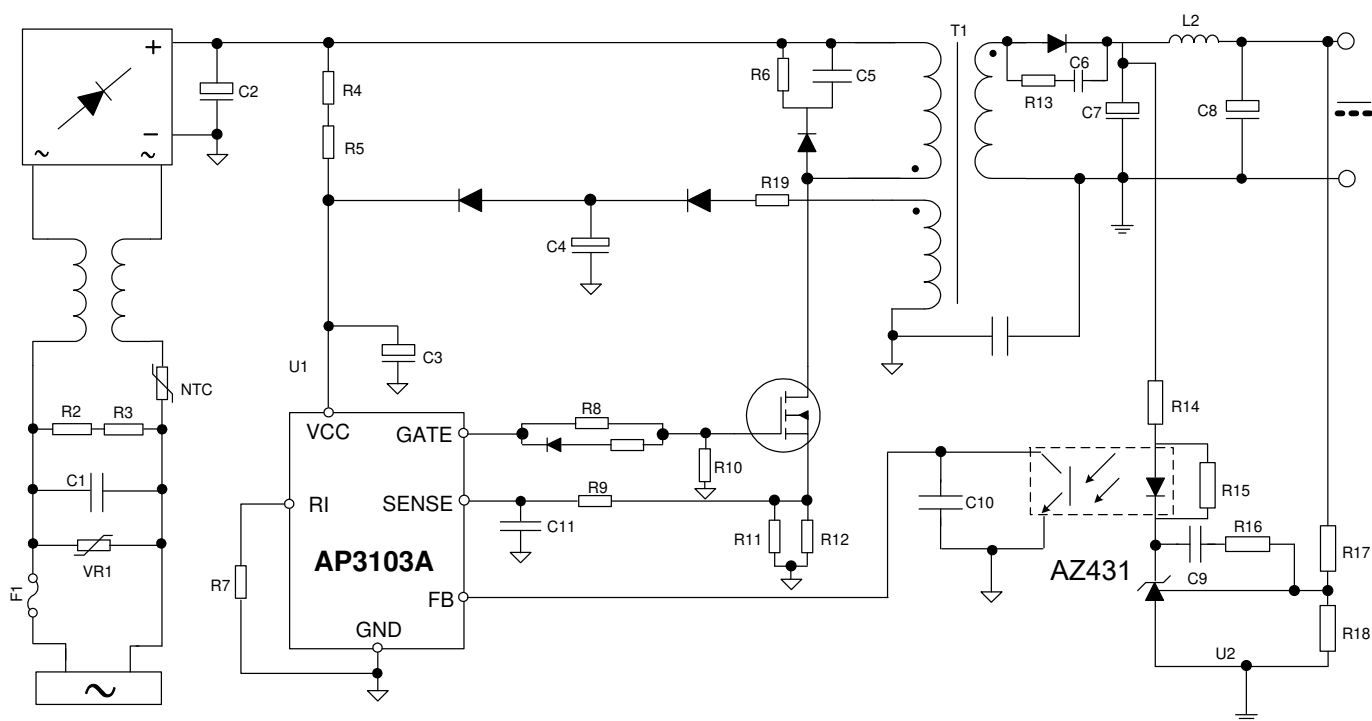 T1
L2
+
R6
C5
C6
R13
C2
R4
C7
C8
−
~
~
R5
R19
C4
U1
C3
NTC
R2
R3
R14
VCC
GATE
R8
C1
R10
R15
RI
SENSE
R9
C10
C11
R16
VR1
AP3103A
R11
R12
R17
F1
R7
AZ431
C9
FB
GND
R18
U2
~